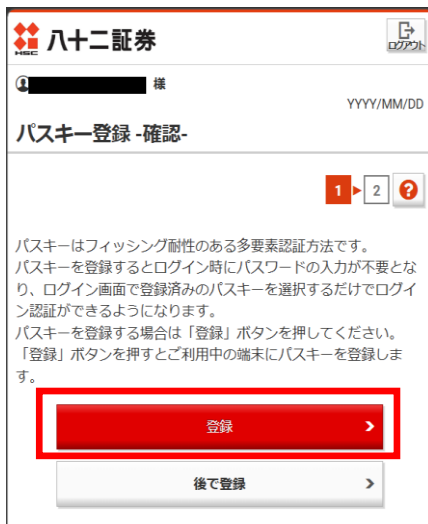 HSC 八十二証券
ログアウト
様
YYYY/MM/DD
パスキー登録 -確認-
1 2 ?
パスキーはフィッシング耐性のある多要素認証方法です。
パスキーを登録するとログイン時にパスワードの入力が不要とな
り、ログイン画面で登録済みのパスキーを選択するだけでログイ
ン認証ができるようになります。
パスキーを登録する場合は「登録」ボタンを押してください。
「登録」ボタンを押すとご利用中の端末にパスキーを登録しま
す。
登録
後で登録